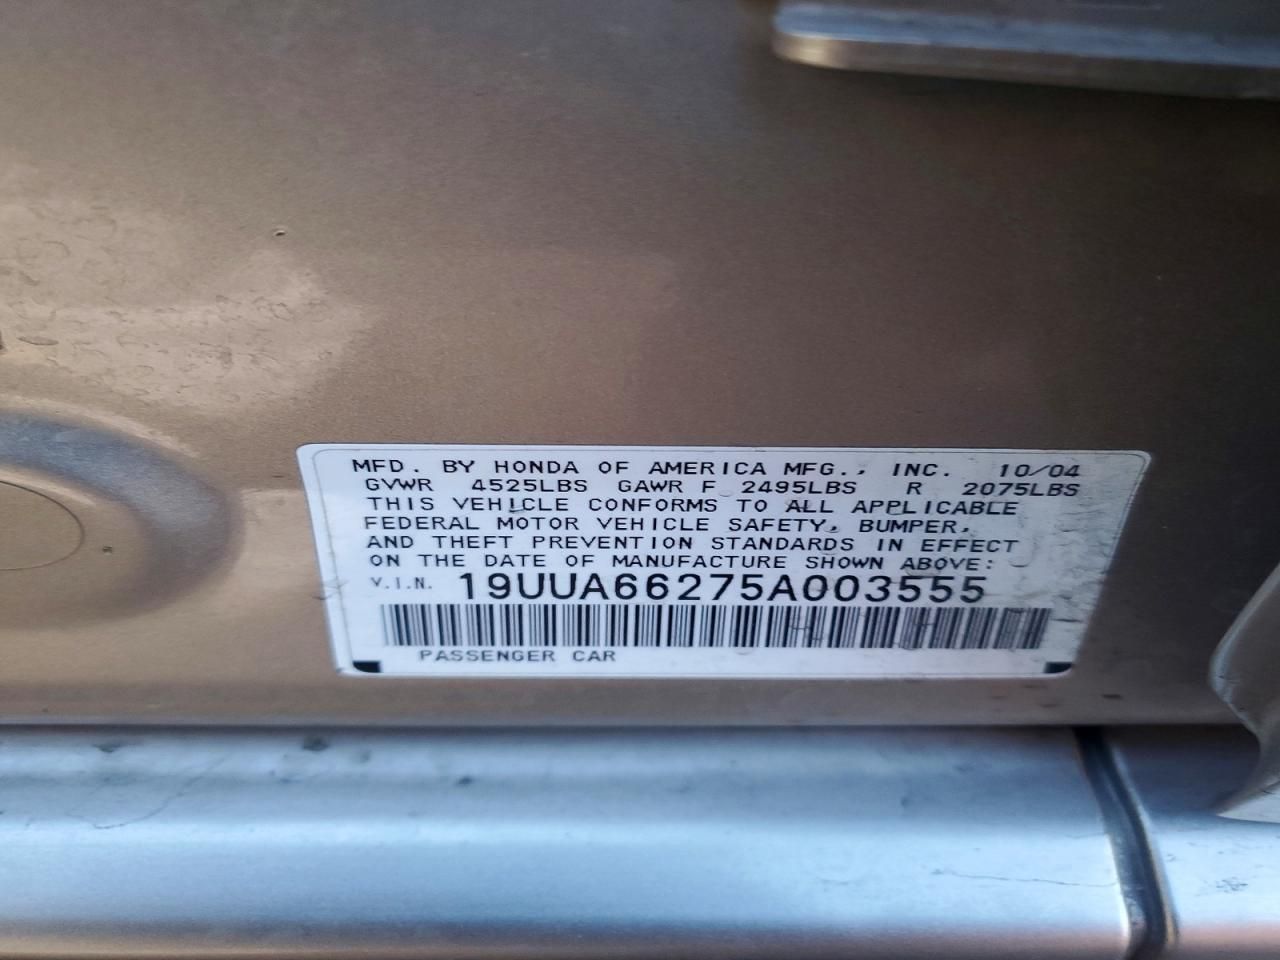 MFD. BY HONDA OF AMERICA MFG., INC. 10/04
GVWR 4525LBS GAWR F 2495LBS R 2075LBS
THIS VEHICLE CONFORMS TO ALL APPLICABLE
FEDERAL MOTOR VEHICLE SAFETY, BUMPER,
AND THEFT PREVENTION STANDARDS IN EFFECT
ON THE DATE OF MANUFACTURE SHOWN ABOVE:
V.I.N. 19UUA66275A003555
PASSENGER CAR